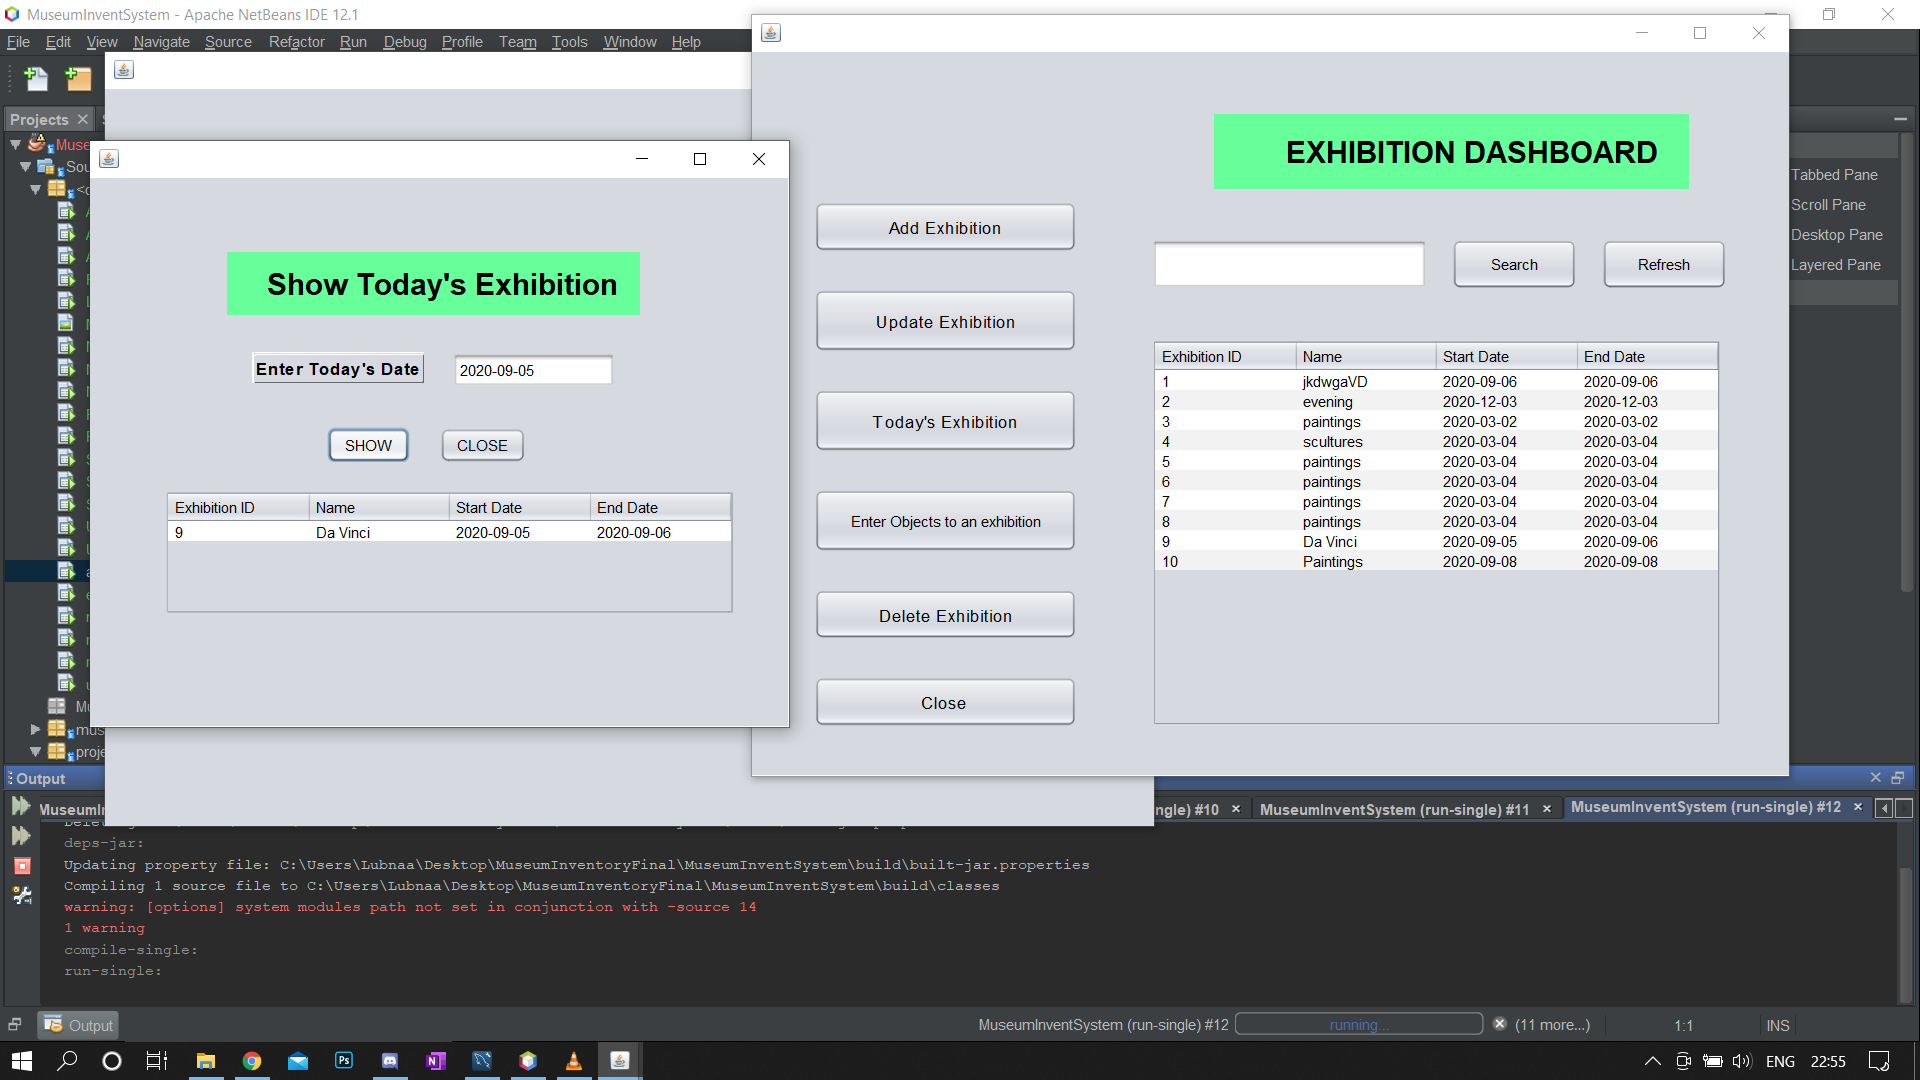 MuseumInventSystem - Apache NetBeans IDE 12.1
File Edit View Navigate Source Refactor Run Debug Profile Team Tools Window Help
Projects
Muse
Sou
Mu
mus
proje
Show Today's Exhibition
Enter Today's Date 2020-09-05
SHOW CLOSE
Exhibition ID Name Start Date End Date
9 Da Vinci 2020-09-05 2020-09-06
EXHIBITION DASHBOARD
Add Exhibition
Update Exhibition
Today's Exhibition
Enter Objects to an exhibition
Delete Exhibition
Close
Search Refresh
Exhibition ID Name Start Date End Date
1 jkdwgaVD 2020-09-06 2020-09-06
2 evening 2020-12-03 2020-12-03
3 paintings 2020-03-02 2020-03-02
4 scultures 2020-03-04 2020-03-04
5 paintings 2020-03-04 2020-03-04
6 paintings 2020-03-04 2020-03-04
7 paintings 2020-03-04 2020-03-04
8 paintings 2020-03-04 2020-03-04
9 Da Vinci 2020-09-05 2020-09-06
10 Paintings 2020-09-08 2020-09-08
Tabbed Pane
Scroll Pane
Desktop Pane
Layered Pane
Output
MuseumIn ngle) #10 MuseumInventSystem (run-single) #11 MuseumInventSystem (run-single) #12
deps-jar:
Updating property file: C:\Users\Lubnaa\Desktop\MuseumInventoryFinal\MuseumInventSystem\build\built-jar.properties
Compiling 1 source file to C:\Users\Lubnaa\Desktop\MuseumInventoryFinal\MuseumInventSystem\build\classes
warning: [options] system modules path not set in conjunction with -source 14
1 warning
compile-single:
run-single:
Output
MuseumInventSystem (run-single) #12 running... (11 more...) 1:1 INS
Ps N
ENG 22:55